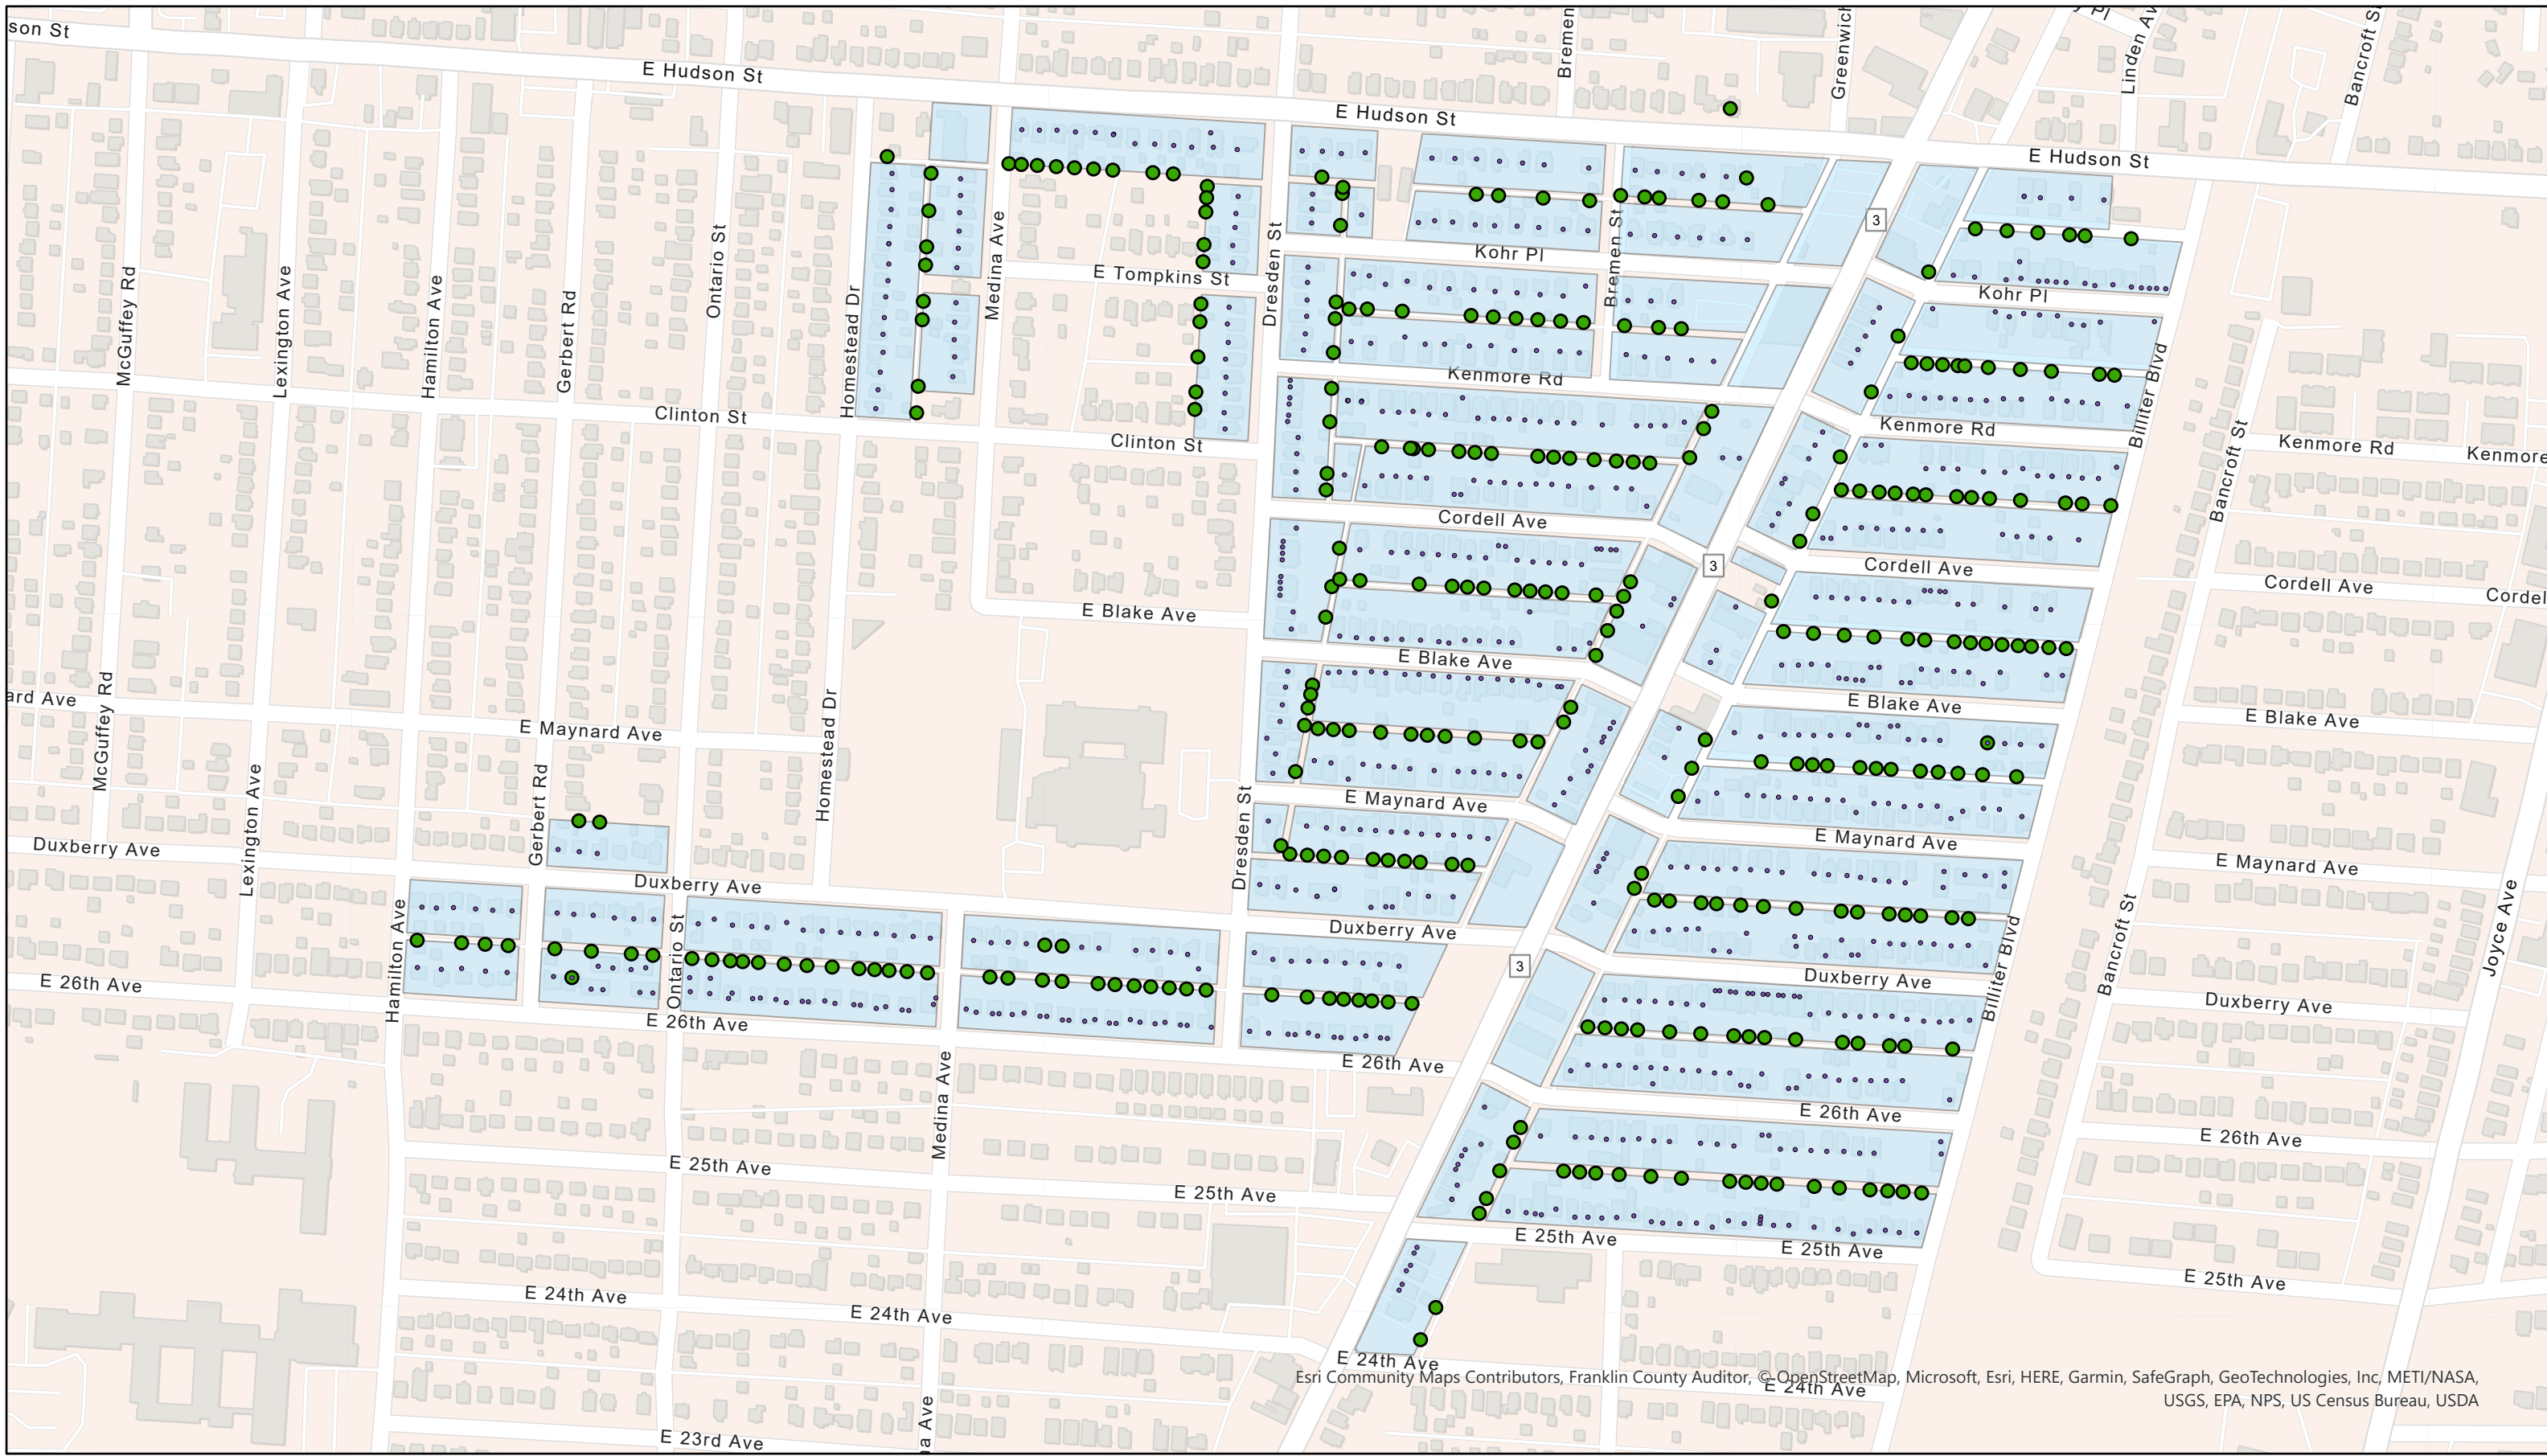 son St
E Hudson St
E Hudson St
E Hudson St
Bremen
Greenwich
Linden Av
Bancroft St
y Pl
McGuffey Rd
Lexington Ave
Hamilton Ave
Gerbert Rd
Ontario St
Homestead Dr
Medina Ave
E Tompkins St
Dresden St
Kohr Pl
Bremen St
3
Kohr Pl
Kenmore Rd
Kenmore Rd
Billiter Blvd
Kenmore Rd
Kenmore
Clinton St
Clinton St
Bancroft St
Cordell Ave
3
Cordell Ave
Cordell Ave
Cordel
E Blake Ave
E Blake Ave
E Blake Ave
E Blake Ave
ard Ave
McGuffey Rd
E Maynard Ave
Homestead Dr
Gerbert Rd
Lexington Ave
Duxberry Ave
Dresden St
E Maynard Ave
E Maynard Ave
E Maynard Ave
Duxberry Ave
Duxberry Ave
Hamilton Ave
Ontario St
3
Duxberry Ave
Billiter Blvd
Bancroft St
Joyce Ave
Duxberry Ave
E 26th Ave
E 26th Ave
E 26th Ave
E 26th Ave
E 26th Ave
Medina Ave
E 25th Ave
E 25th Ave
E 25th Ave
E 25th Ave
E 25th Ave
E 24th Ave
E 24th Ave
E 24th Ave
E 24th Ave
na Ave
E 23rd Ave
Esri Community Maps Contributors, Franklin County Auditor, © OpenStreetMap, Microsoft, Esri, HERE, Garmin, SafeGraph, GeoTechnologies, Inc, METI/NASA,
USGS, EPA, NPS, US Census Bureau, USDA